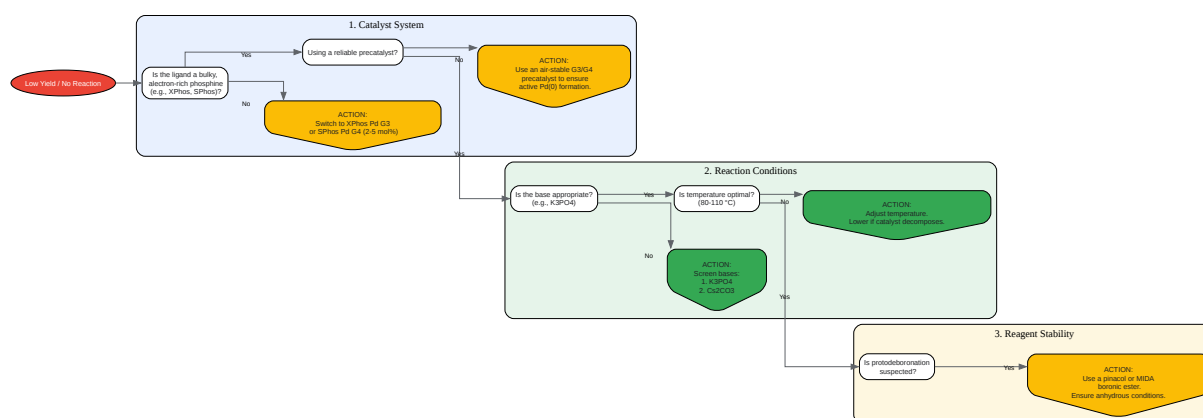 1. Catalyst System
Low Yield / No Reaction
Is the ligand a bulky,
electron-rich phosphine
(e.g., XPhos, SPhos)?
Yes
No
Using a reliable precatalyst?
No
Yes
ACTION:
Use an air-stable G3/G4
precatalyst to ensure
active Pd(0) formation.
ACTION:
Switch to XPhos Pd G3
or SPhos Pd G4 (2-5 mol%)
2. Reaction Conditions
Is the base appropriate?
(e.g., K3PO4)
Yes
No
Is temperature optimal?
(80-110 °C)
No
Yes
ACTION:
Adjust temperature.
Lower if catalyst decomposes.
ACTION:
Screen bases:
1. K3PO4
2. Cs2CO3
3. Reagent Stability
Is protodeboronation
suspected?
Yes
ACTION:
Use a pinacol or MIDA
boronic ester.
Ensure anhydrous conditions.